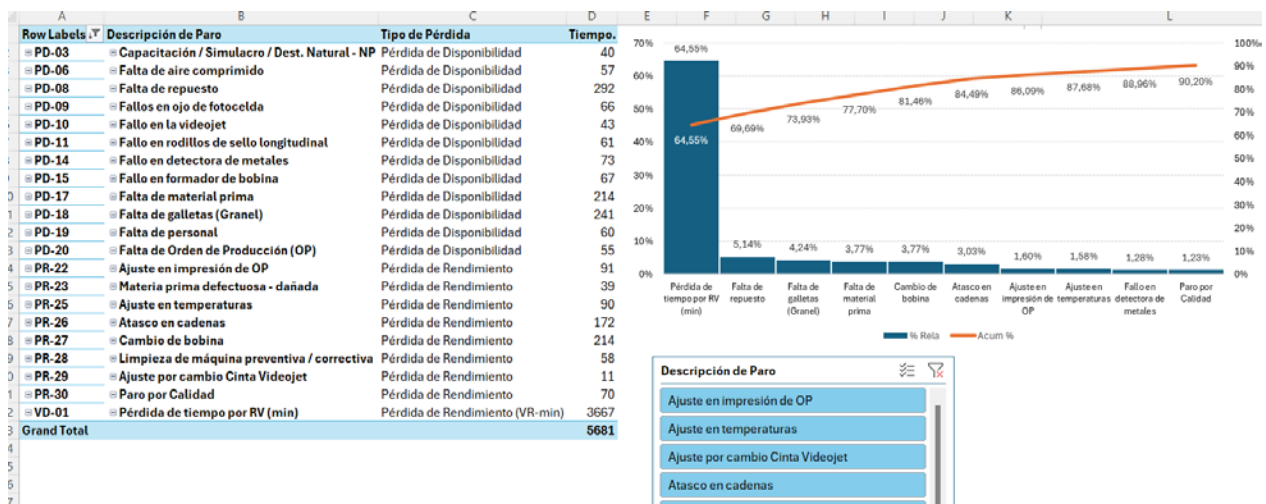 A B C D E F G H I J K L
Row Labels Descripción de Paro Tipo de Pérdida Tiempo.
PD-03 Capacitación / Simulacro / Dest. Natural - NP Pérdida de Disponibilidad 40
PD-06 Falta de aire comprimido Pérdida de Disponibilidad 57
PD-08 Falta de repuesto Pérdida de Disponibilidad 292
PD-09 Fallos en ojo de fotocelda Pérdida de Disponibilidad 66
PD-10 Fallo en la videojet Pérdida de Disponibilidad 43
PD-11 Fallo en rodillos de sello longitudinal Pérdida de Disponibilidad 61
PD-14 Fallo en detectora de metales Pérdida de Disponibilidad 73
PD-15 Fallo en formador de bobina Pérdida de Disponibilidad 67
PD-17 Falta de material prima Pérdida de Disponibilidad 214
PD-18 Falta de galletas (Granel) Pérdida de Disponibilidad 241
PD-19 Falta de personal Pérdida de Disponibilidad 60
PD-20 Falta de Orden de Producción (OP) Pérdida de Disponibilidad 55
PR-22 Ajuste en impresión de OP Pérdida de Rendimiento 91
PR-23 Materia prima defectuosa - dañada Pérdida de Rendimiento 39
PR-25 Ajuste en temperaturas Pérdida de Rendimiento 90
PR-26 Atasco en cadenas Pérdida de Rendimiento 172
PR-27 Cambio de bobina Pérdida de Rendimiento 214
PR-28 Limpieza de máquina preventiva / correctiva Pérdida de Rendimiento 58
PR-29 Ajuste por cambio Cinta Videojet Pérdida de Rendimiento 11
PR-30 Paro por Calidad Pérdida de Rendimiento 70
VD-01 Pérdida de tiempo por RV (min) Pérdida de Rendimiento (VR-min) 3667
Grand Total 5681
70%
60%
50%
40%
30%
20%
10%
0%
64,55% 69,69% 73,93% 77,70% 81,46% 84,49% 86,09% 87,68% 88,96% 90,20%
64,55% 5,14% 4,24% 3,77% 3,77% 3,03% 1,60% 1,58% 1,28% 1,23%
100%
90%
80%
70%
60%
50%
40%
30%
20%
10%
0%
Pérdida de Falta de Falta de Falta de Cambio de Atasco en Ajuste en Ajuste en Fallo en Paro por
tiempo por RV repuesto galletas material bobina cadenas impresión de temperaturas detectora de Calidad
(min) (Granel) prima OP metales
% Rela Acum %
Descripción de Paro
Ajuste en impresión de OP
Ajuste en temperaturas
Ajuste por cambio Cinta Videojet
Atasco en cadenas